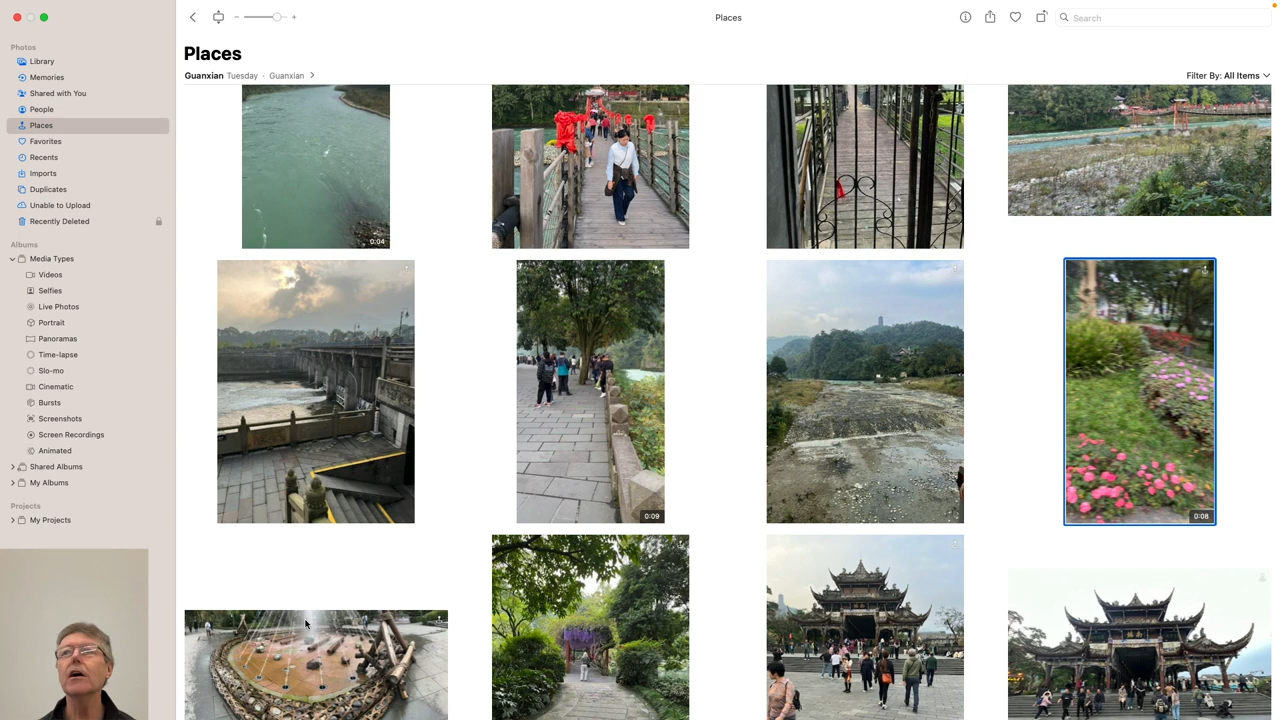 Places
Search
Photos
Library
Memories
Shared with You
People
Places
Favorites
Recents
Imports
Duplicates
Unable to Upload
Recently Deleted
Albums
Media Types
Videos
Selfies
Live Photos
Portrait
Panoramas
Time-lapse
Slo-mo
Cinematic
Bursts
Screenshots
Screen Recordings
Animated
Shared Albums
My Albums
Projects
My Projects
Places
Guanxian Tuesday · Guanxian
Filter By: All Items
0:04
0:09
0:08